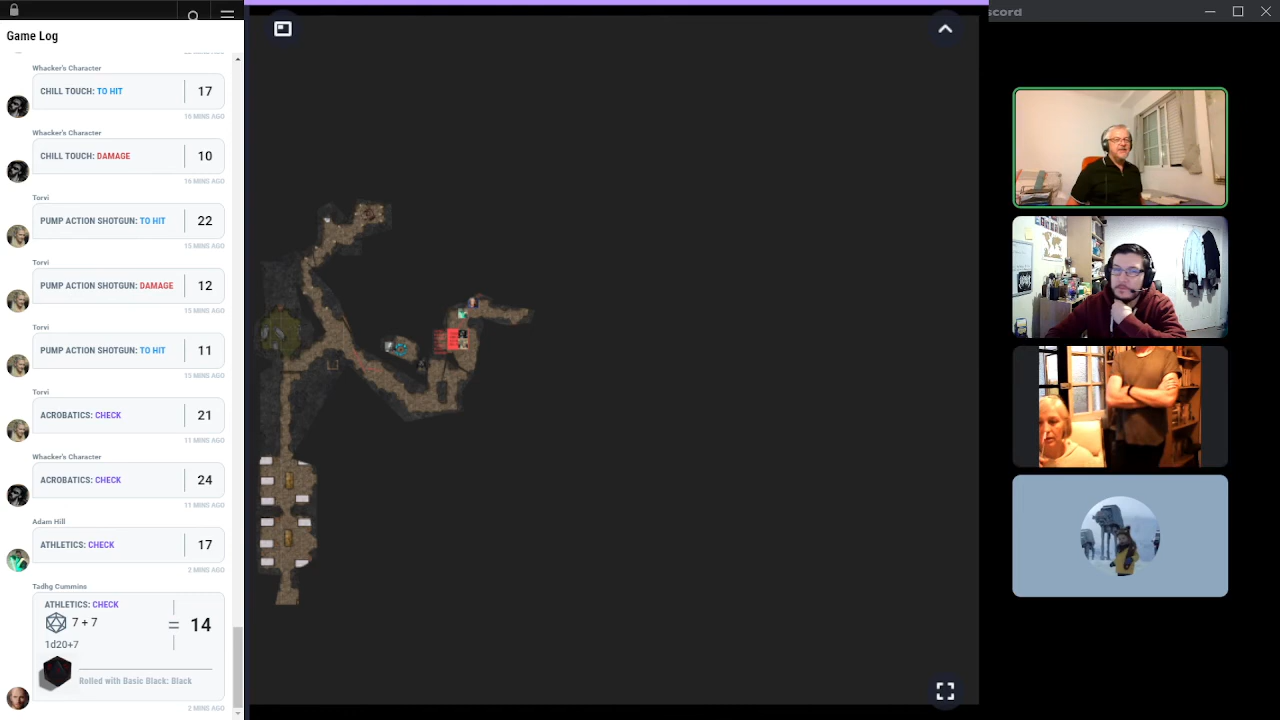 scord
Game Log
Whacker's Character
CHILL TOUCH: TO HIT
17
16 MINS AGO
Whacker's Character
CHILL TOUCH: DAMAGE
10
16 MINS AGO
Torvi
PUMP ACTION SHOTGUN: TO HIT
22
15 MINS AGO
Torvi
PUMP ACTION SHOTGUN: DAMAGE
12
15 MINS AGO
Torvi
PUMP ACTION SHOTGUN: TO HIT
11
15 MINS AGO
Torvi
ACROBATICS: CHECK
21
11 MINS AGO
Whacker's Character
ACROBATICS: CHECK
24
11 MINS AGO
Adam Hill
ATHLETICS: CHECK
17
2 MINS AGO
Tadhg Cummins
ATHLETICS: CHECK
7 + 7
= 14
1d20+7
Rolled with Basic Black: Black
2 MINS AGO